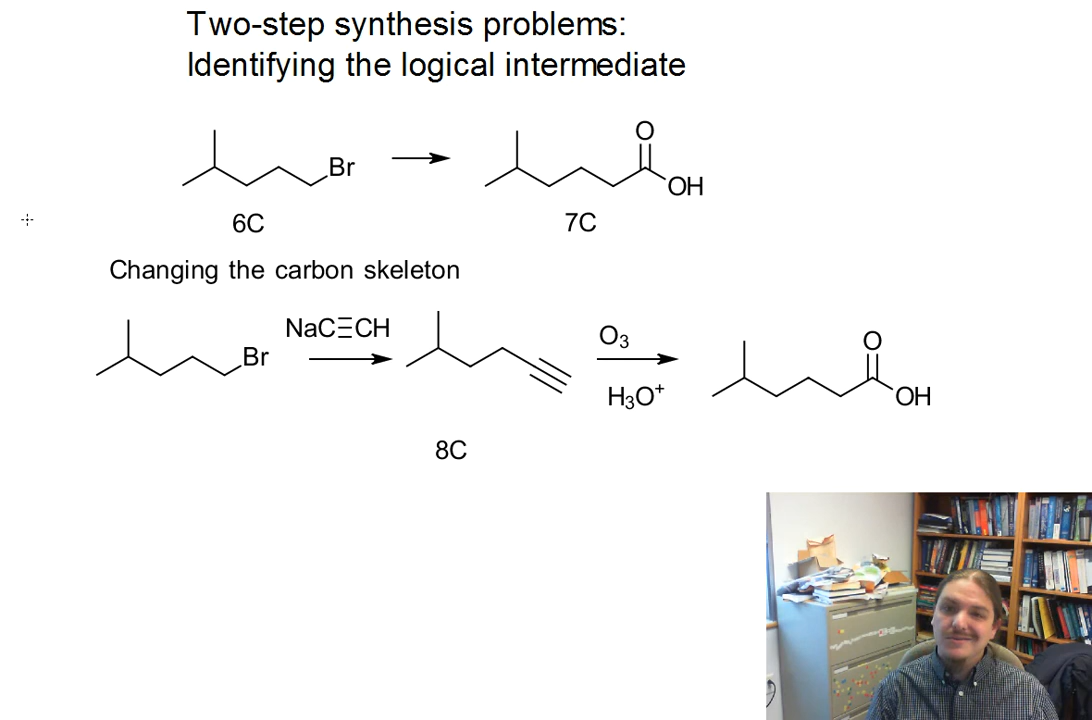 Two-step synthesis problems:
Identifying the logical intermediate
Br
O
OH
6C
7C
Changing the carbon skeleton
Br
NaC≡CH
O₃
H₃O⁺
O
OH
8C